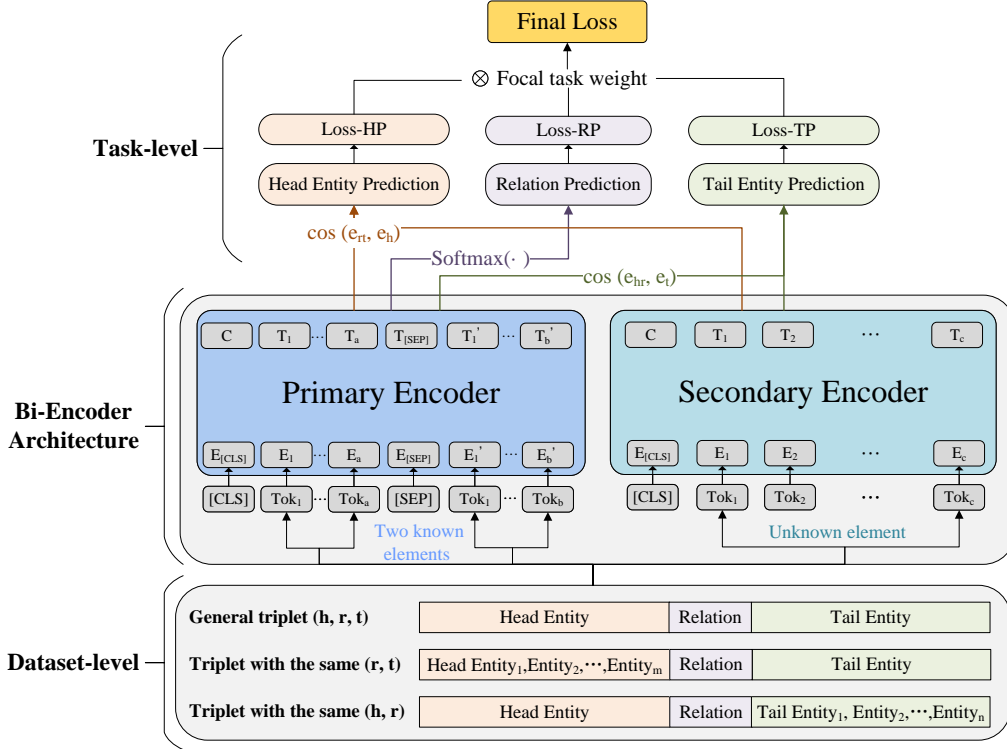 Final Loss
⊗ Focal task weight
Task-level
Loss-HP Loss-RP Loss-TP
Head Entity Prediction Relation Prediction Tail Entity Prediction
cos (e_rt, e_h)
Softmax(· )
cos (e_hr, e_t)
Bi-Encoder
Architecture
C T_1 ... T_a T_[SEP] T_1' ... T_b' C T_1 T_2 ... T_c
Primary Encoder Secondary Encoder
E_[CLS] E_1 ... E_a E_[SEP] E_1' ... E_b' E_[CLS] E_1 E_2 ... E_c
[CLS] Tok_1 ... Tok_a [SEP] Tok_1 ... Tok_b [CLS] Tok_1 Tok_2 ... Tok_c
Two known
elements
Unknown element
Dataset-level
General triplet (h, r, t) Head Entity Relation Tail Entity
Triplet with the same (r, t) Head Entity_1,Entity_2,···,Entity_m Relation Tail Entity
Triplet with the same (h, r) Head Entity Relation Tail Entity_1, Entity_2,···,Entity_n